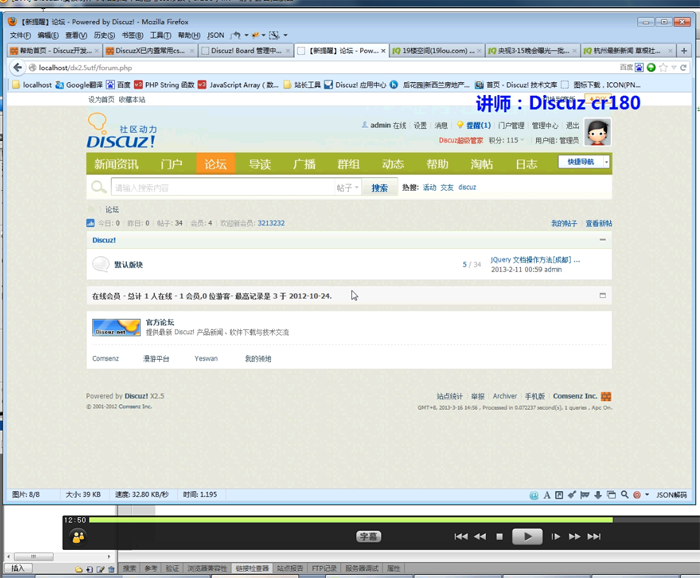 【新提醒】论坛 - Powered by Discuz! - Mozilla Firefox
文件(F) 编辑(E) 查看(V) 历史(S) 书签(B) 工具(T) 帮助(H) JSON
帮助首页 - Discuz开发... Discuz!X已内置常用cs... Discuz! Board 管理中... 【新提醒】论坛 - Pow... 19楼空间(19lou.com) ... 央视3·15晚会曝光一批... 杭州最新新闻 草根社...
localhost/dx2.5utf/forum.php 百度
localhost Google翻译 百度 PHP String 函数 JavaScript Array（数... 站长工具 Discuz! 应用中心 后花园|新西兰房地产... 首页 - Discuz! 技术文库 图标下载，ICON(PN...
设为首页 收藏本站
讲师：Discuz cr180
社区动力
DISCUZ!
admin 在线 设置 消息 提醒(1) 门户管理 管理中心 退出
Discuz超级管家 积分: 115 用户组: 管理员
新闻资讯 门户 论坛 导读 广播 群组 动态 帮助 淘帖 日志 快捷导航
请输入搜索内容 帖子 搜索 热搜: 活动 交友 discuz
论坛
今日: 0 昨日: 0 帖子: 34 会员: 4 欢迎新会员: 3213232 我的帖子 查看新帖
Discuz!
默认版块 5 / 34 JQuery 文档操作方法[成都] ...
2013-2-11 00:59 admin
在线会员 - 总计 1 人在线 - 1 会员,0 位游客 - 最高记录是 3 于 2012-10-24.
Discuz.net 官方论坛
提供最新 Discuz! 产品新闻、软件下载与技术交流
Comsenz 漫游平台 Yeswan 我的领地
Powered by Discuz! X2.5 站点统计 举报 Archiver 手机版 Comsenz Inc.
© 2001-2012 Comsenz Inc. GMT+8, 2013-3-16 14:56 , Processed in 0.072237 second(s), 1 queries , Apc On.
图片: 8/8 大小: 39 KB 速度: 32.80 KB/秒 时间: 1.195 JSON解码
12:50
字幕
插入 搜索 参考 验证 浏览器兼容性 链接检查器 站点报告 FTP记录 服务器调试 属性